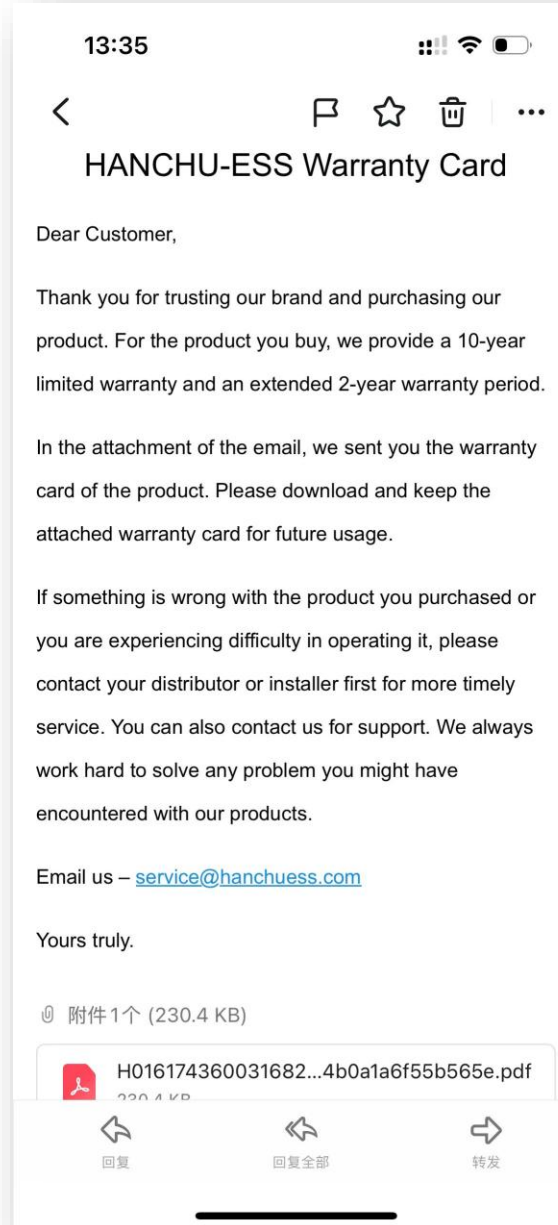 13:35
HANCHU-ESS Warranty Card
Dear Customer,
Thank you for trusting our brand and purchasing our
product. For the product you buy, we provide a 10-year
limited warranty and an extended 2-year warranty period.
In the attachment of the email, we sent you the warranty
card of the product. Please download and keep the
attached warranty card for future usage.
If something is wrong with the product you purchased or
you are experiencing difficulty in operating it, please
contact your distributor or installer first for more timely
service. You can also contact us for support. We always
work hard to solve any problem you might have
encountered with our products.
Email us – service@hanchuess.com
Yours truly.
附件1个 (230.4 KB)
H016174360031682...4b0a1a6f55b565e.pdf
230.4 KB
回复
回复全部
转发